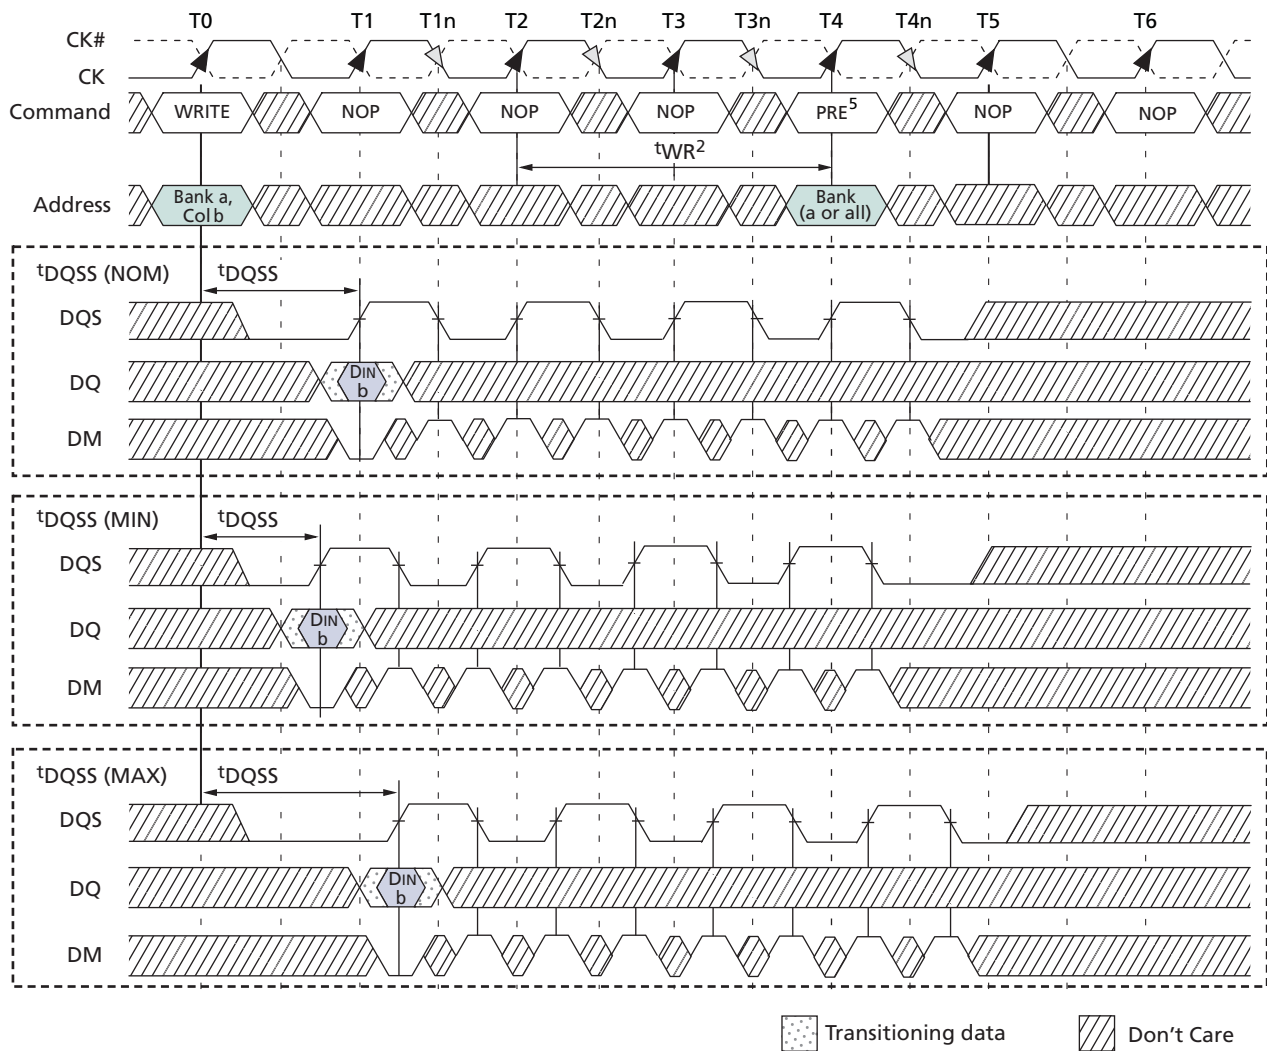 T0 T1 T1n T2 T2n T3 T3n T4 T4n T5 T6
CK#
CK
Command WRITE NOP NOP NOP PRE5 NOP NOP
tWR2
Address Bank a, Col b Bank (a or all)
tDQSS (NOM) tDQSS
DQS
DQ DIN b
DM
tDQSS (MIN) tDQSS
DQS
DQ DIN b
DM
tDQSS (MAX) tDQSS
DQS
DQ DIN b
DM
Transitioning data Don't Care